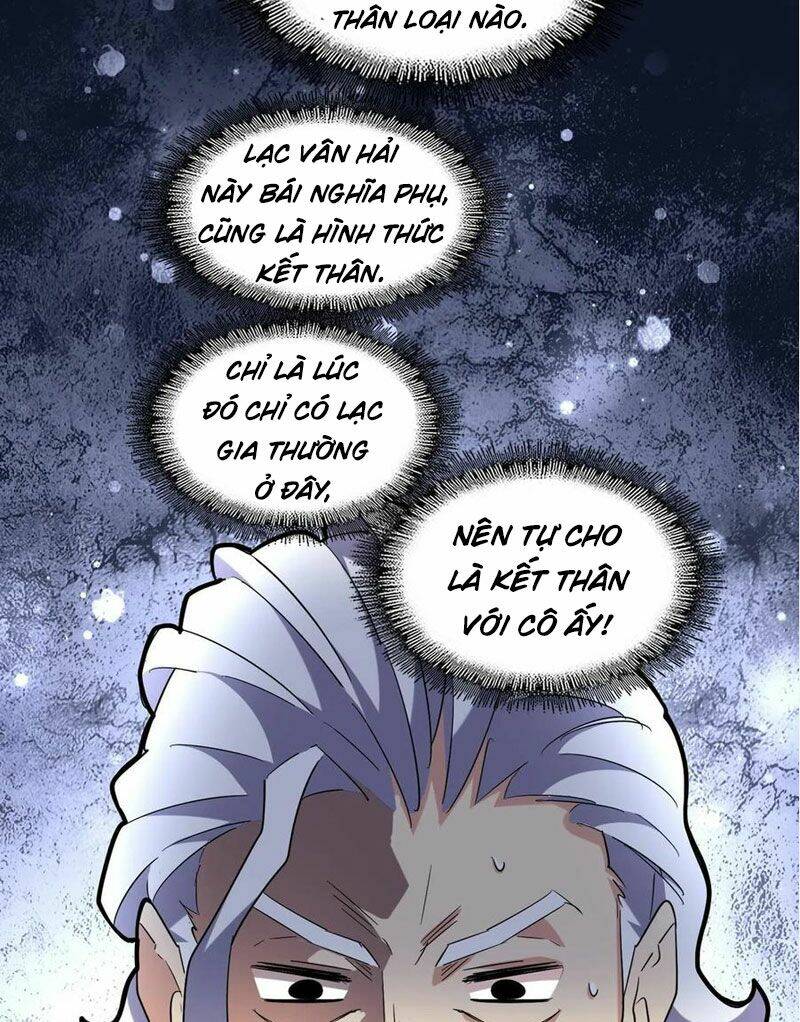 THÂN LOẠI NÀO.
LẠC VÂN HẢI
NÀY BÁI NGHĨA PHỤ,
CŨNG LÀ HÌNH THỨC
KẾT THÂN.
CHỈ LÀ LÚC
ĐÓ CHỈ CÓ LẠC
GIA THƯỜNG
Ở ĐÂY,
NÊN TỰ CHO
LÀ KẾT THÂN
VỚI CÔ ẤY!